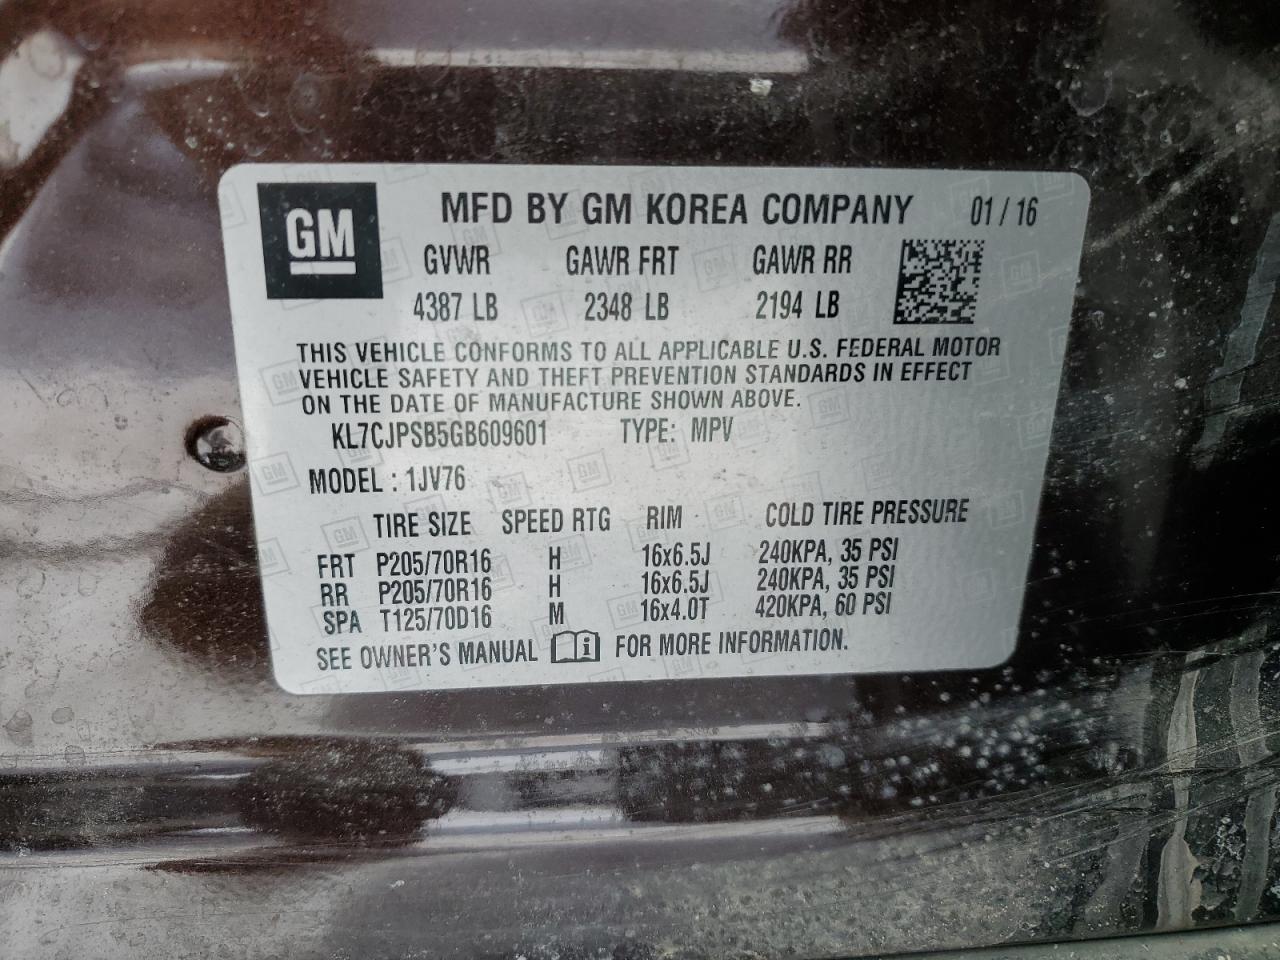 GM
MFD BY GM KOREA COMPANY 01 / 16
GVWR GAWR FRT GAWR RR
4387 LB 2348 LB 2194 LB
THIS VEHICLE CONFORMS TO ALL APPLICABLE U.S. FEDERAL MOTOR
VEHICLE SAFETY AND THEFT PREVENTION STANDARDS IN EFFECT
ON THE DATE OF MANUFACTURE SHOWN ABOVE.
KL7CJPSB5GB609601 TYPE: MPV
MODEL : 1JV76
TIRE SIZE SPEED RTG RIM COLD TIRE PRESSURE
FRT P205/70R16 H 16x6.5J 240KPA, 35 PSI
RR P205/70R16 H 16x6.5J 240KPA, 35 PSI
SPA T125/70D16 M 16x4.0T 420KPA, 60 PSI
SEE OWNER'S MANUAL i FOR MORE INFORMATION.